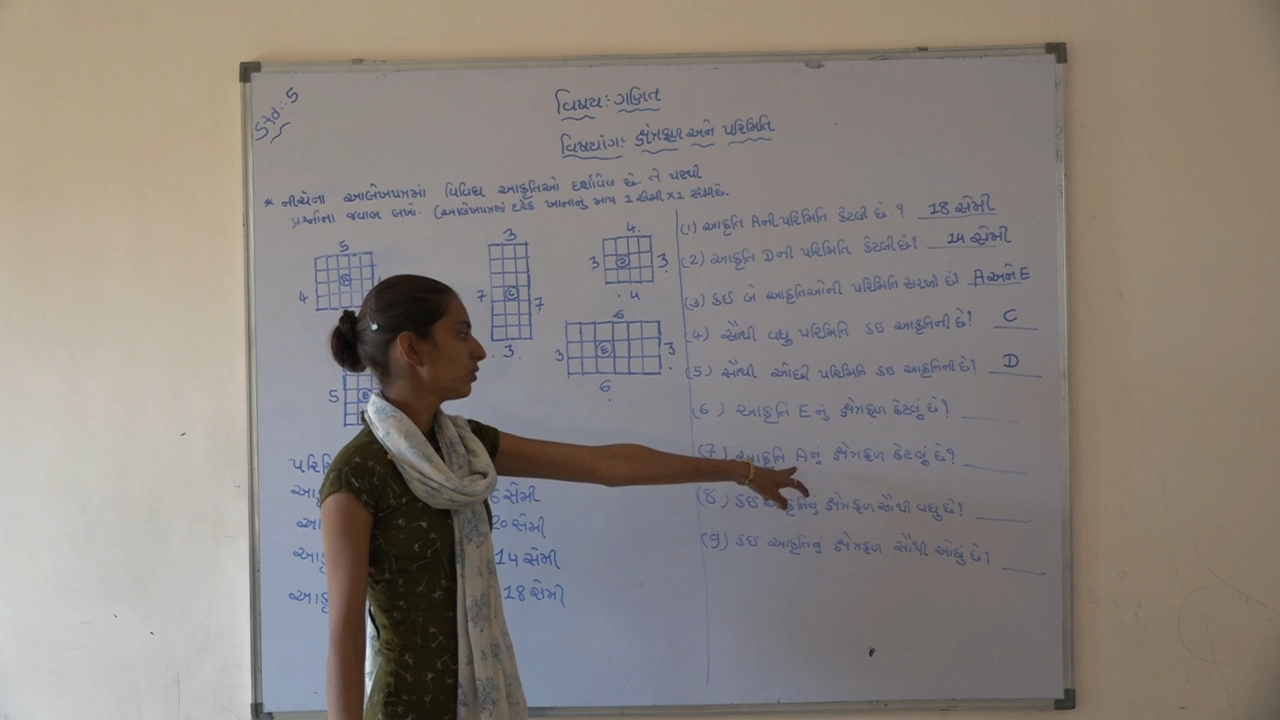 Std:-5
વિષય:- ગણિત
વિષયાંગ: ક્ષેત્રફળ અને પરિમિતિ
* નીચેના આલેખપત્રમાં વિવિધ આકૃતિઓ દર્શાવેલ છે. તે પરથી
પ્રશ્નોના જવાબ લખો. (આલેખપત્રમાં દરેક ખાનાનું માપ 1 સેમી x 1 સેમી છે.
5
4
3
7
C
7
3
4
3
D
3
4
6
3
E
3
6
5
B
પરિમિ
6 સેમી
20 સેમી
14 સેમી
18 સેમી
(1) આકૃતિ A ની પરિમિતિ કેટલી છે ? 18 સેમી
(2) આકૃતિ D ની પરિમિતિ કેટલી છે? 14 સેમી
(3) કઈ બે આકૃતિઓની પરિમિતિ સરખી છે? A અને E
(4) સૌથી વધુ પરિમિતિ કઇ આકૃતિની છે? C
(5) સૌથી ઓછી પરિમિતિ કઇ આકૃતિની છે? D
(6) આકૃતિ E નું ક્ષેત્રફળ કેટલું છે?
(7) આકૃતિ A નું ક્ષેત્રફળ કેટલું છે?
(8) કઇ આકૃતિનું ક્ષેત્રફળ સૌથી વધુ છે?
(9) કઇ આકૃતિનું ક્ષેત્રફળ સૌથી ઓછું છે?